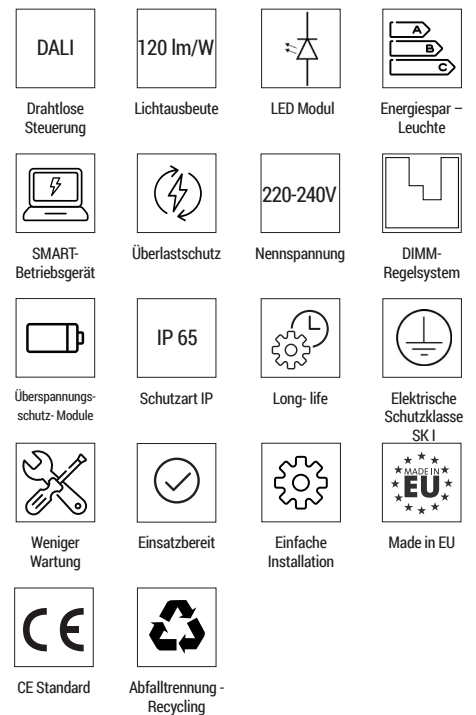 DALI
120 lm/W
A
B
C
Drahtlose
Steuerung
Lichtausbeute
LED Modul
Energiespar –
Leuchte
220-240V
SMART-
Betriebsgerät
Überlastschutz
Nennspannung
DIMM-
Regelsystem
IP 65
Überspannungs-
schutz- Module
Schutzart IP
Long- life
Elektrische
Schutzklasse
SK I
MADE IN
EU
Weniger
Wartung
Einsatzbereit
Einfache
Installation
Made in EU
CE
CE Standard
Abfalltrennung -
Recycling